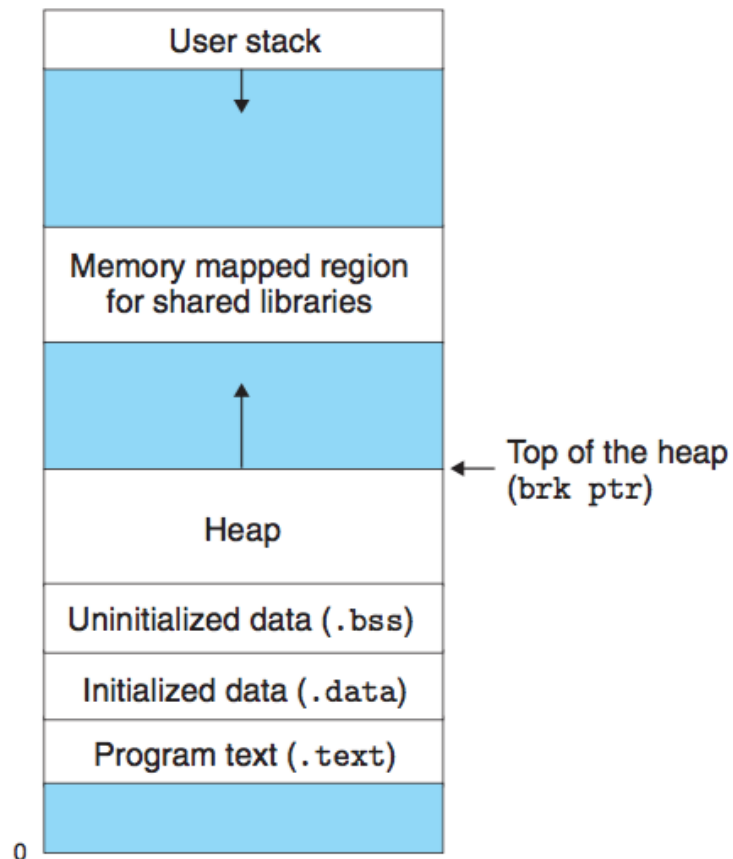 User stack
Memory mapped region
for shared libraries
Top of the heap
(brk ptr)
Heap
Uninitialized data (.bss)
Initialized data (.data)
Program text (.text)
0